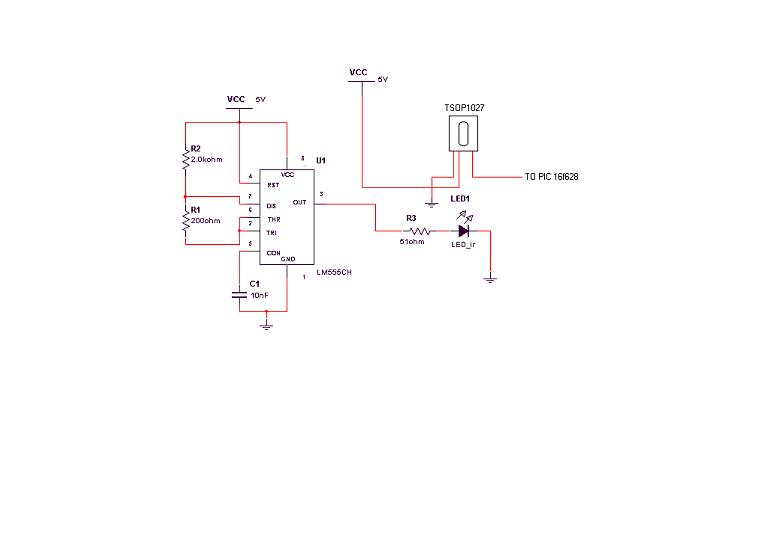 VCC 5V
VCC 5V
TSOP1027
R2
2.0kohm
8
U1
4
VCC
RST
TO PIC 16f628
7
3
LED1
R1
200ohm
DIS
OUT
6
THR
2
TRI
R3
51ohm
LED_ir
5
CON
GND
LM555CH
1
C1
10nF